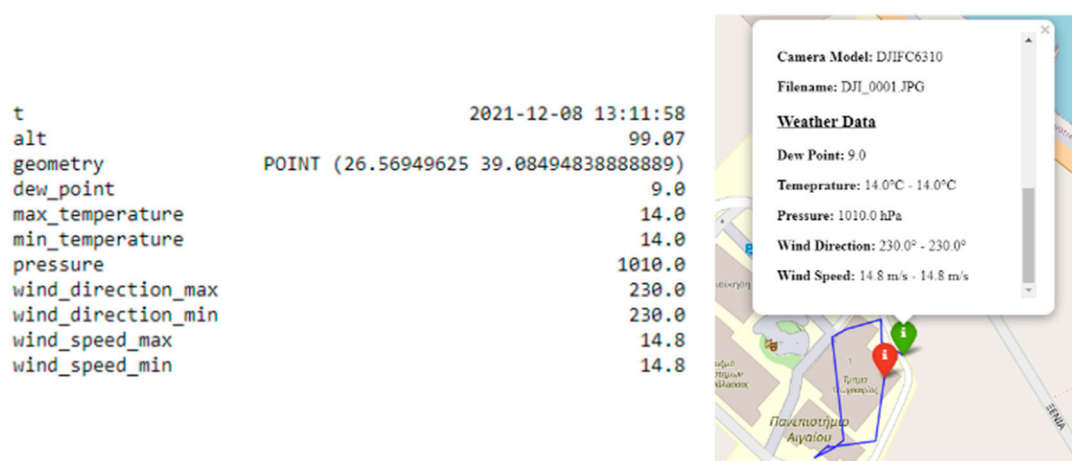 t 2021-12-08 13:11:58
alt 99.07
geometry POINT (26.56949625 39.08494838888889)
dew_point 9.0
max_temperature 14.0
min_temperature 14.0
pressure 1010.0
wind_direction_max 230.0
wind_direction_min 230.0
wind_speed_max 14.8
wind_speed_min 14.8
×
Camera Model: DJIFC6310
Filename: DJI_0001.JPG
Weather Data
Dew Point: 9.0
Temeprature: 14.0°C - 14.0°C
Pressure: 1010.0 hPa
Wind Direction: 230.0° - 230.0°
Wind Speed: 14.8 m/s - 14.8 m/s
Τμήμα
Πανεπιστήμιο
Αιγαίου
ΞΕΝΙΑ